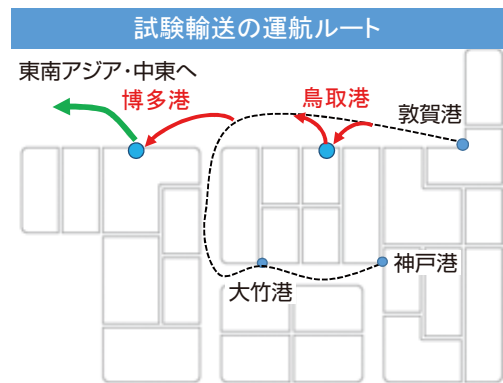 試験輸送の運航ルート
東南アジア・中東へ
博多港
鳥取港
敦賀港
神戸港
大竹港